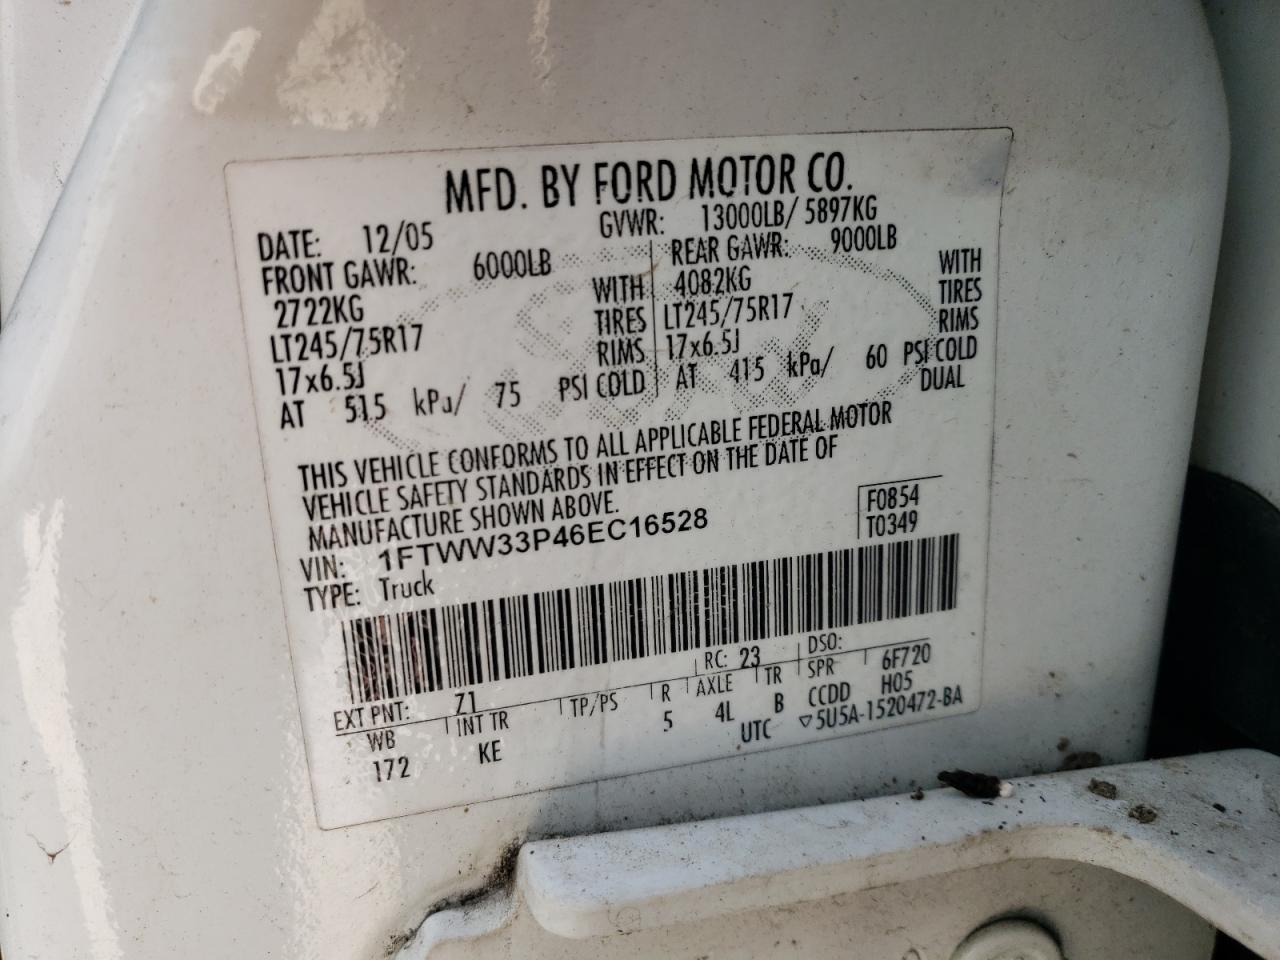 MFD. BY FORD MOTOR CO.
DATE: 12/05 GVWR: 13000LB/ 5897KG
FRONT GAWR: 6000LB REAR GAWR: 9000LB
2722KG WITH 4082KG WITH
LT245/75R17 TIRES LT245/75R17 TIRES
17x6.5J RIMS 17x6.5J RIMS
AT 515 kPa/ 75 PSI COLD AT 415 kPa/ 60 PSI COLD
DUAL
THIS VEHICLE CONFORMS TO ALL APPLICABLE FEDERAL MOTOR
VEHICLE SAFETY STANDARDS IN EFFECT ON THE DATE OF
MANUFACTURE SHOWN ABOVE.
F0854
VIN: 1FTWW33P46EC16528 T0349
TYPE: Truck
EXT PNT: Z1 RC: 23 DSO:
WB INT TR TP/PS R AXLE TR SPR 6F720
172 KE 5 4L B CCDD H05
UTC ▽5U5A-1520472-BA